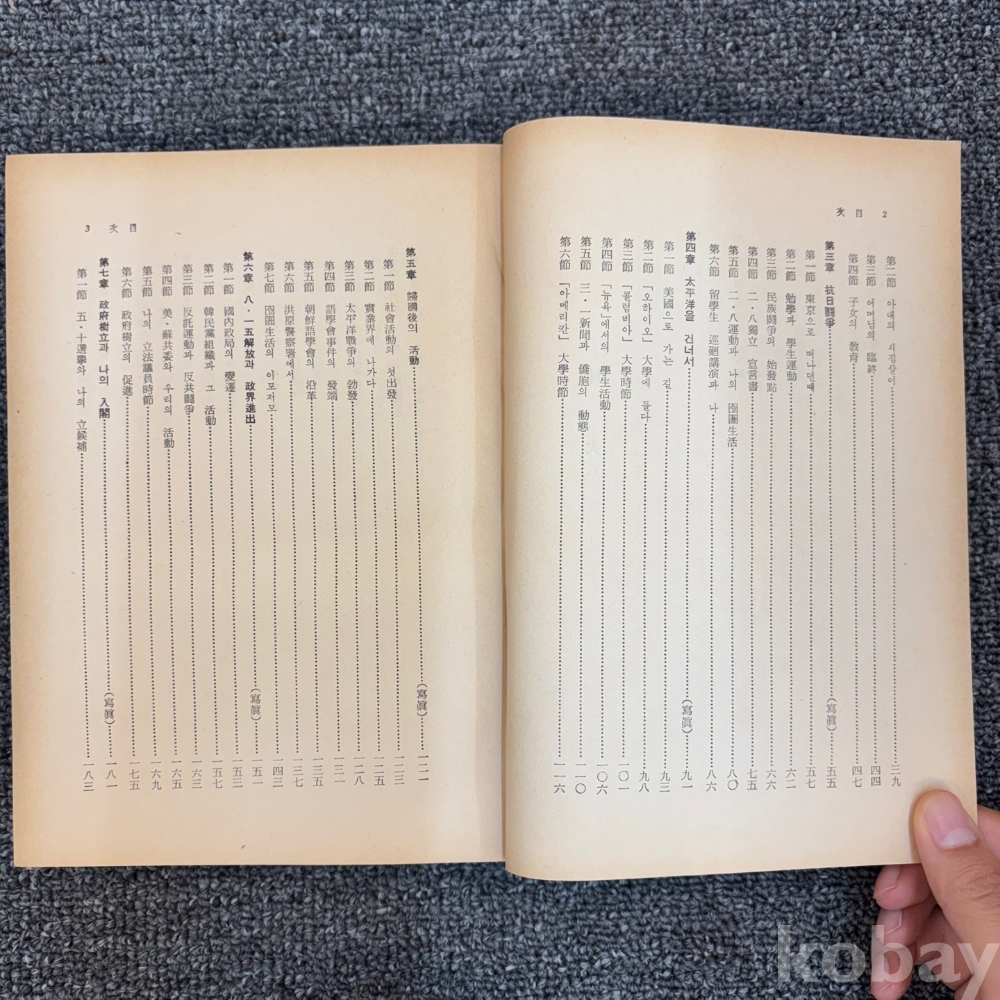 次 目 2
第二節 아내의 시집살이……三九
第三節 어머님의 臨終……四四
第四節 子女의 教育……四七
第三章 抗日鬪爭……(寫眞)……五五
第一節 東京으로 떠나던때……五七
第二節 勉學과 學生運動……六二
第三節 民族鬪爭의 始發點……六六
第四節 二・八獨立 宣言書……七五
第五節 二・八運動과 나의 囹圄生活……八〇
第六節 留學生 巡廻講演과 나……八六
第四章 太平洋을 건너서……(寫眞)……九一
第一節 美國으로 가는 길……九三
第二節 「오하이오」 大學에 들다……九八
第三節 「콜럼비아」 大學時節……一〇一
第四節 「뉴욕」에서의 學生活動……一〇六
第五節 三・一新聞과 僑胞의 動態……一一〇
第六節 「아메리칸」 大學時節……一一六
3 次 目
第五章 歸國後의 活動……(寫眞)……一二一
第一節 社會活動의 첫出發……一二三
第二節 實業界에 나가다……一二五
第三節 太平洋戰爭의 勃發……一二八
第四節 語學會事件의 發端……一三一
第五節 朝鮮語學會의 沿革……一三五
第六節 洪原警察署에서……一三七
第七節 囹圄生活의 이모저모……一四三
第六章 八・一五解放과 政界進出……(寫眞)……一五一
第一節 國內政局의 變遷……一五三
第二節 韓民黨組織과 그 活動……一五七
第三節 反託運動과 反共鬪爭……一六三
第四節 美・蘇共委와 우리의 活動……一六五
第五節 나의 立法議員時節……一六九
第六節 政府樹立의 促進……一七五
第七章 政府樹立과 나의 入閣……(寫眞)……一八一
第一節 五・十選擧와 나의 立候補……一八三
kobay